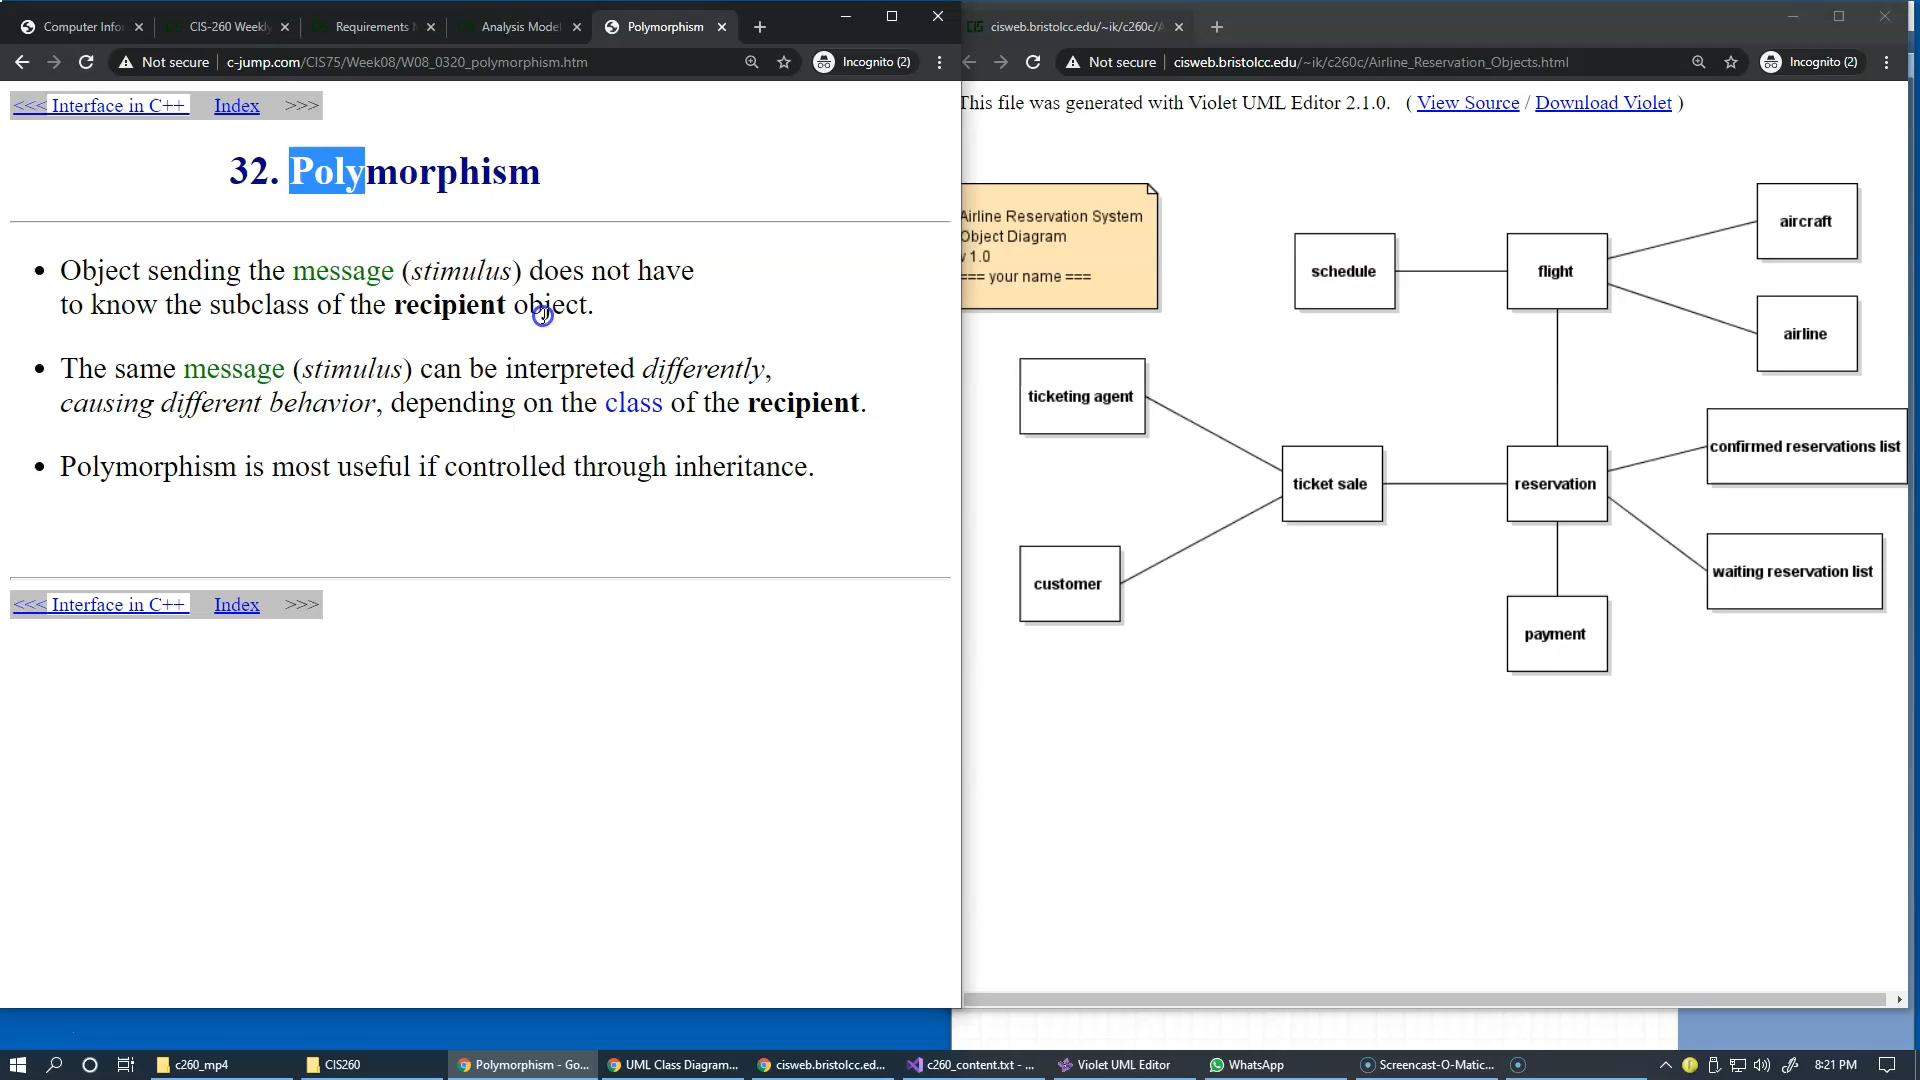 Computer Info
CIS-260 Weekly
Requirements M
Analysis Model
Polymorphism
Not secure
c-jump.com/CIS75/Week08/W08_0320_polymorphism.htm
Incognito (2)
<<< Interface in C++ Index >>>
32. Polymorphism
• Object sending the message (stimulus) does not have
to know the subclass of the recipient object.
• The same message (stimulus) can be interpreted differently,
causing different behavior, depending on the class of the recipient.
• Polymorphism is most useful if controlled through inheritance.
<<< Interface in C++ Index >>>
cisweb.bristolcc.edu/~ik/c260c/A
Not secure
cisweb.bristolcc.edu/~ik/c260c/Airline_Reservation_Objects.html
Incognito (2)
This file was generated with Violet UML Editor 2.1.0. ( View Source / Download Violet )
Airline Reservation System
Object Diagram
v 1.0
=== your name ===
schedule
flight
aircraft
airline
ticketing agent
ticket sale
reservation
confirmed reservations list
customer
waiting reservation list
payment
c260_mp4
CIS260
Polymorphism - Go...
UML Class Diagram...
cisweb.bristolcc.ed...
c260_content.txt - ...
Violet UML Editor
WhatsApp
Screencast-O-Matic...
8:21 PM